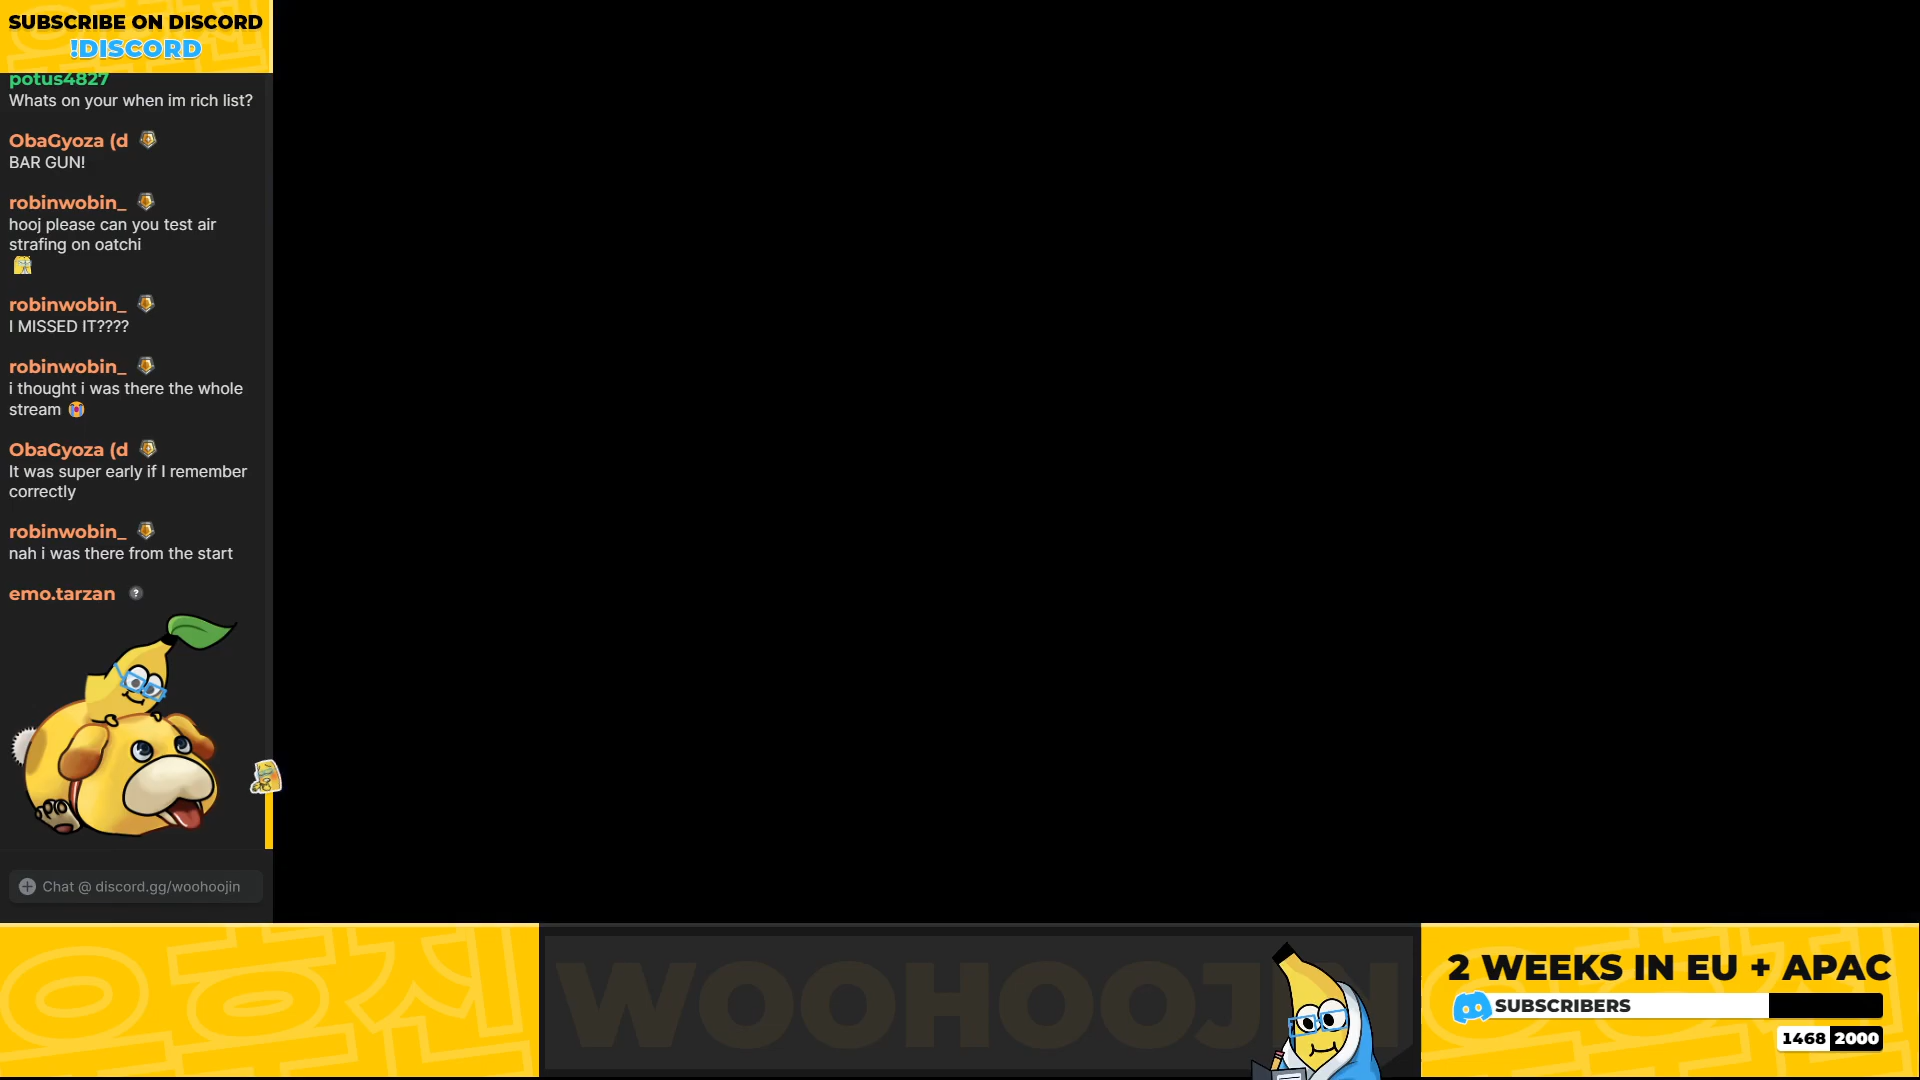 SUBSCRIBE ON DISCORD
!DISCORD
potus4827
Whats on your when im rich list?
ObaGyoza (d
BAR GUN!
robinwobin_
hooj please can you test air
strafing on oatchi
robinwobin_
I MISSED IT????
robinwobin_
i thought i was there the whole
stream 😭
ObaGyoza (d
It was super early if I remember
correctly
robinwobin_
nah i was there from the start
emo.tarzan
?
Chat @ discord.gg/woohoojin
우후진
WOOHOOJIN
2 WEEKS IN EU + APAC
SUBSCRIBERS
1468 2000